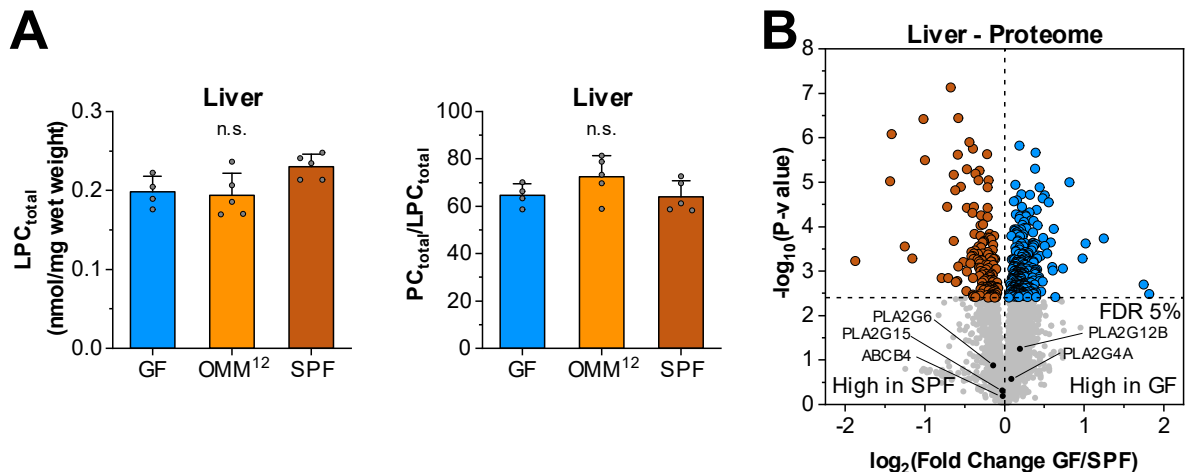 A
Liver
n.s.
LPCtotal
(nmol/mg wet weight)
0.3
0.2
0.1
0.0
GF
OMM12
SPF
Liver
n.s.
PCtotal/LPCtotal
100
80
60
40
20
0
GF
OMM12
SPF
B
Liver - Proteome
-log10(P-v alue)
8
7
6
5
4
3
2
1
0
FDR 5%
PLA2G6
PLA2G15
ABCB4
PLA2G12B
PLA2G4A
High in SPF
High in GF
-2
-1
0
1
2
log2(Fold Change GF/SPF)